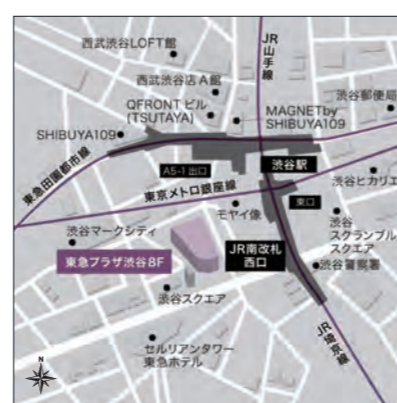 西武渋谷LOFT館
JR山手線
西武渋谷店A館
QFRONTビル
(TSUTAYA)
MAGNETby
SHIBUYA109
渋谷郵便局
SHIBUYA109
東急田園都市線
A5-1出口
渋谷駅
東京メトロ銀座線
渋谷ヒカリエ
モヤイ像
東口
渋谷マークシティ
渋谷
スクランブル
スクエア
東急プラザ渋谷8F
JR南改札
西口
渋谷警察署
渋谷スクエア
JR埼京線
セルリアンタワー
東急ホテル
N